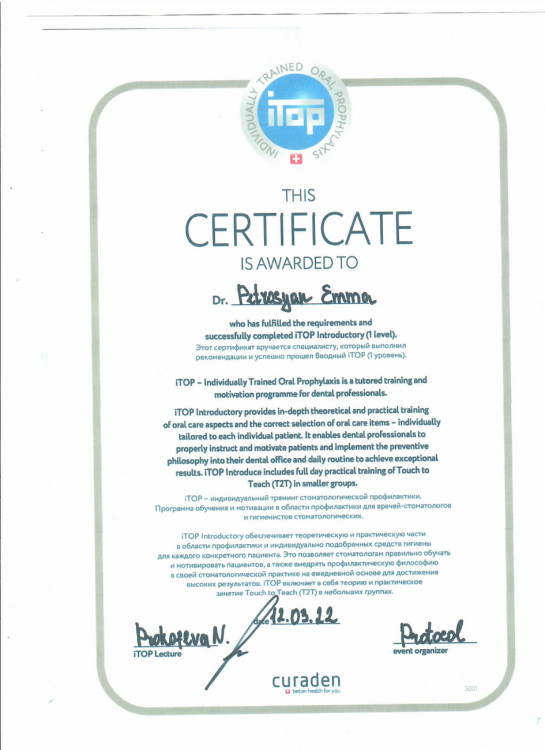 INDIVIDUALLY TRAINED ORAL PROPHYLAXIS
iTop
THIS
CERTIFICATE
IS AWARDED TO
Dr. Petrosyan Emma
who has fulfilled the requirements and
successfully completed iTOP Introductory (1 level).
Этот сертификат вручается специалисту, который выполнил
рекомендации и успешно прошел Вводный iTOP (1 уровень).
iTOP – Individually Trained Oral Prophylaxis is a tutored training and
motivation programme for dental professionals.
iTOP Introductory provides in-depth theoretical and practical training
of oral care aspects and the correct selection of oral care items – individually
tailored to each individual patient. It enables dental professionals to
properly instruct and motivate patients and implement the preventive
philosophy into their dental office and daily routine to achieve exceptional
results. iTOP Introduce includes full day practical training of Touch to
Teach (T2T) in smaller groups.
iTOP – индивидуальный тренинг стоматологической профилактики.
Программа обучения и мотивации в области профилактики для врачей-стоматологов
и гигиенистов стоматологических.
iTOP Introductory обеспечивает теоретическую и практическую части
в области профилактики и индивидуально подобранных средств гигиены
для каждого конкретного пациента. Это позволяет стоматологам правильно обучать
и мотивировать пациентов, а также внедрять профилактическую философию
в своей стоматологической практике на ежедневной основе для достижения
высоких результатов. iTOP включает в себя теорию и практическое
занятие Touch to Teach (T2T) в небольших группах.
date 12.03.22
Prokofeva N.
iTOP Lecture
Protocol
event organizer
curaden
better health for you